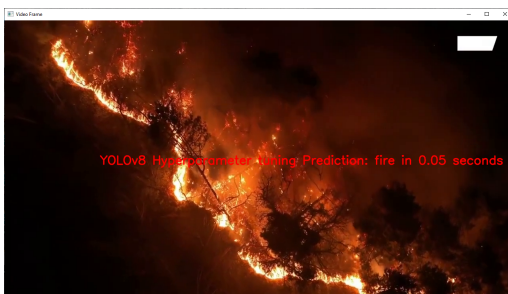 Video Frame
YOLOv8 Hyperparameter tuning Prediction: fire in 0.05 seconds